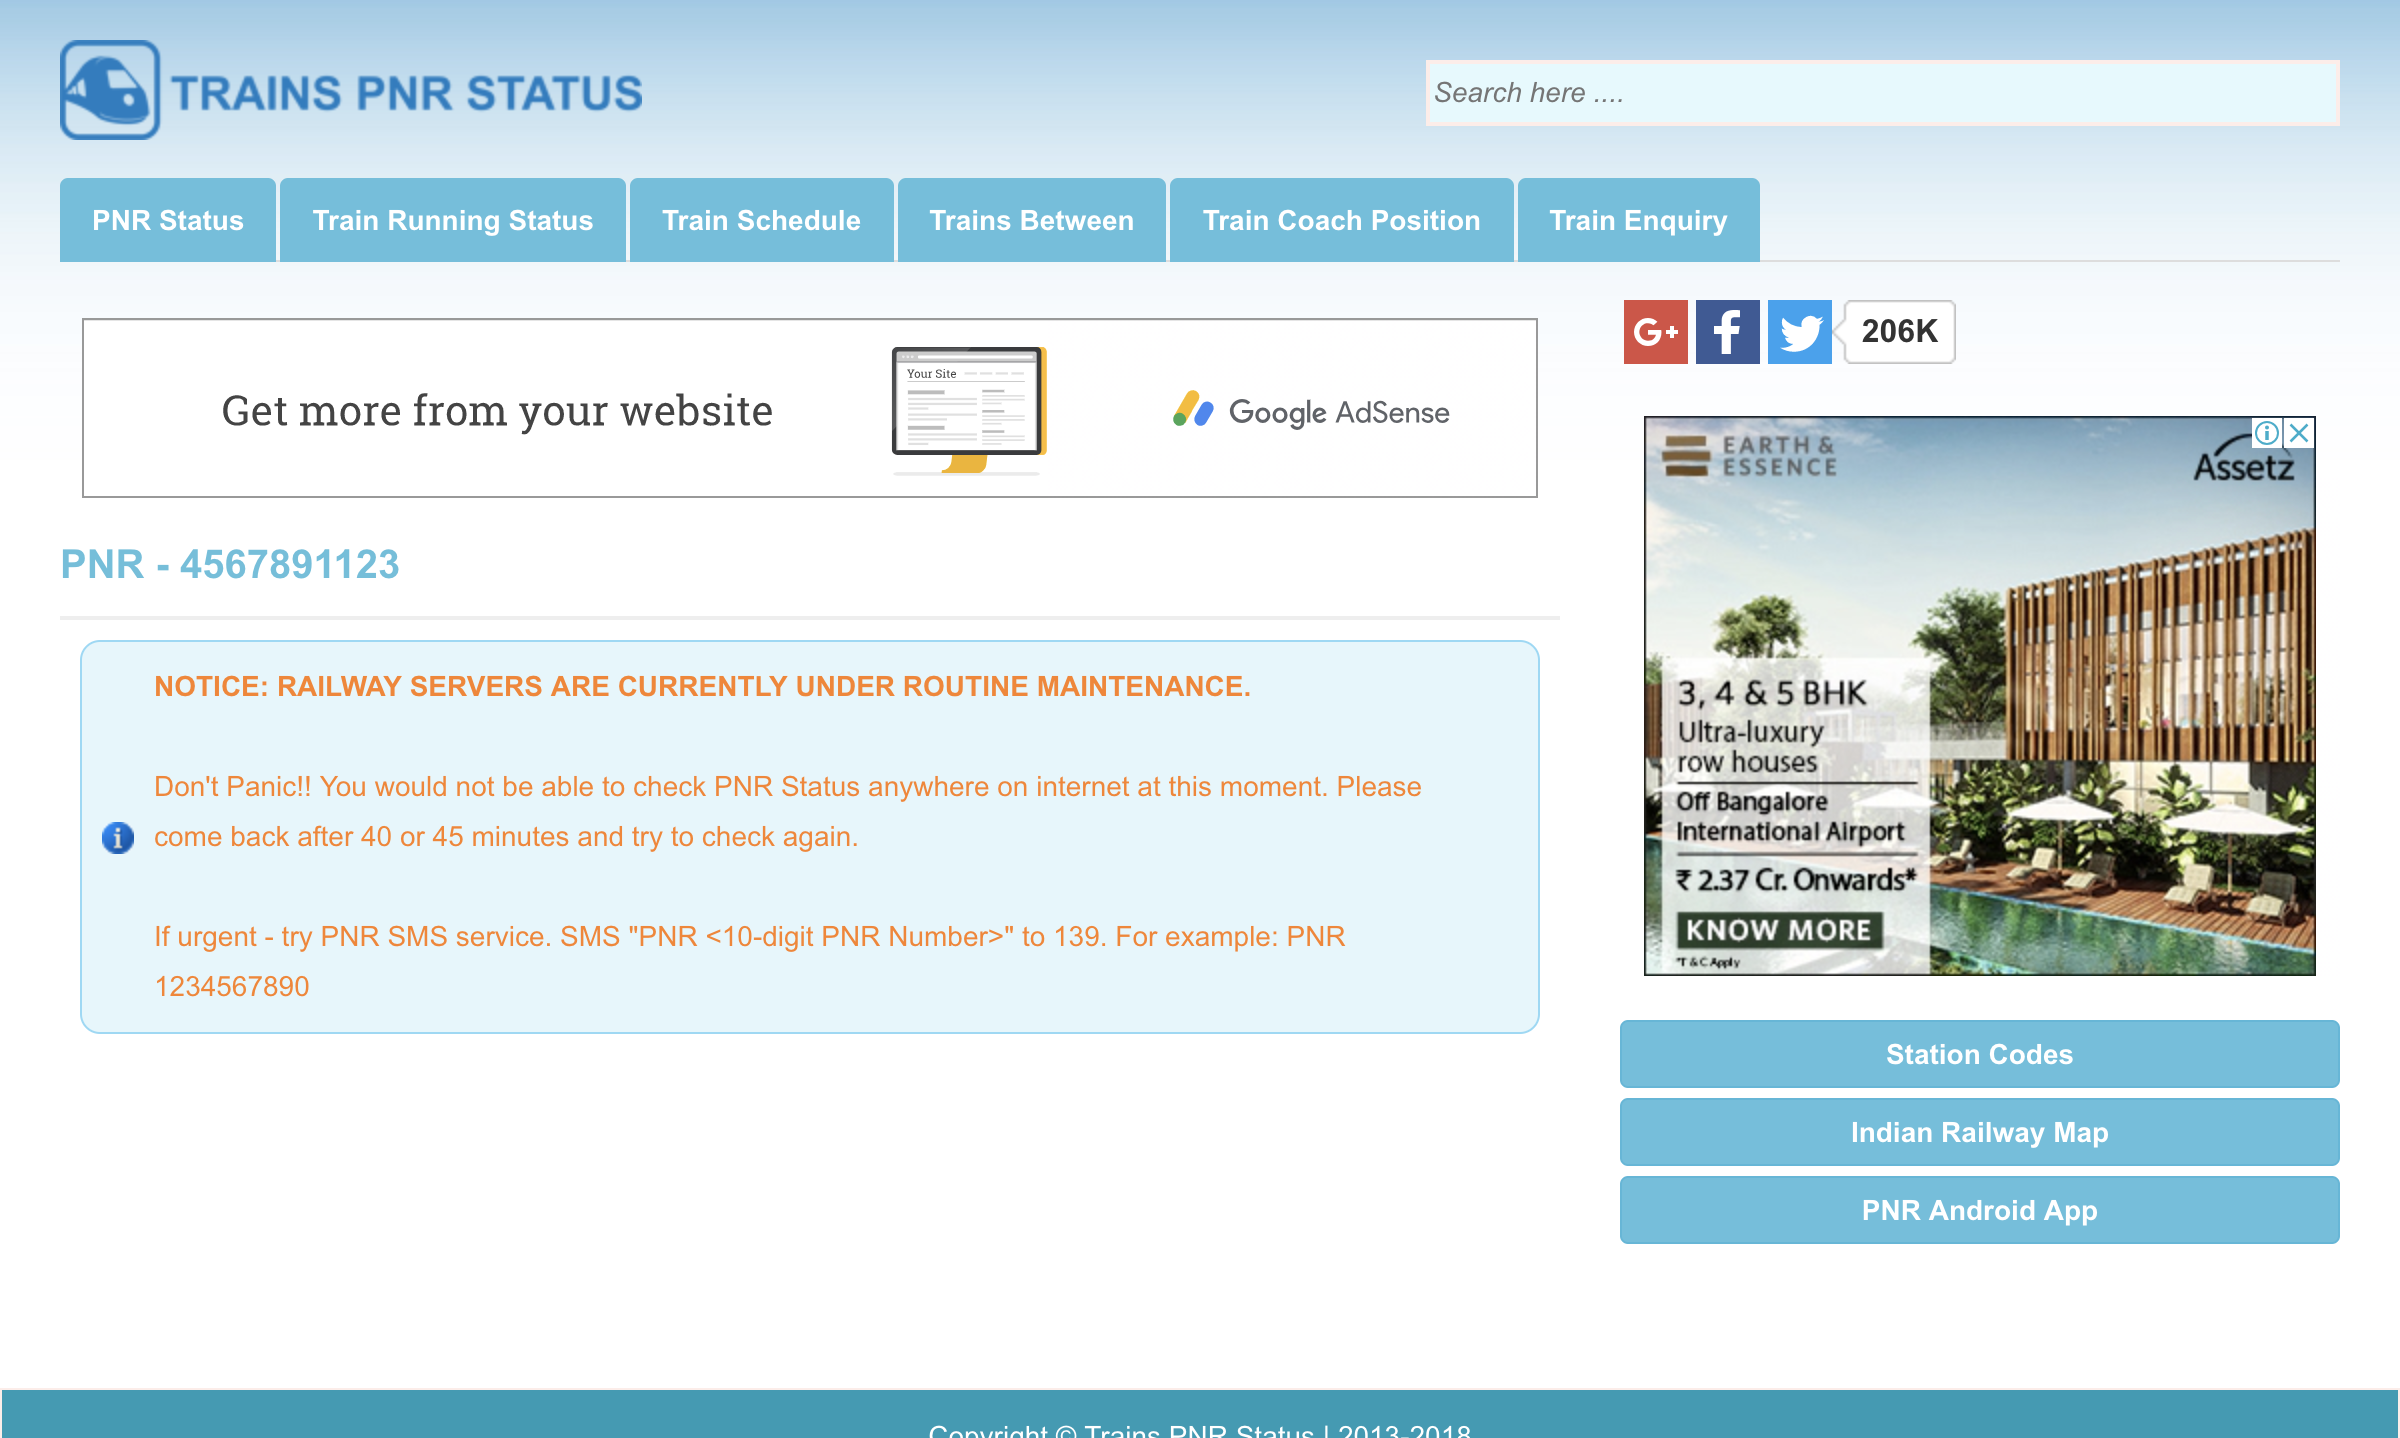 TRAINS PNR STATUS
Search here ....
PNR Status
Train Running Status
Train Schedule
Trains Between
Train Coach Position
Train Enquiry
Get more from your website
Your Site
Google AdSense
206K
PNR - 4567891123
NOTICE: RAILWAY SERVERS ARE CURRENTLY UNDER ROUTINE MAINTENANCE.
Don't Panic!! You would not be able to check PNR Status anywhere on internet at this moment. Please
come back after 40 or 45 minutes and try to check again.
If urgent - try PNR SMS service. SMS "PNR <10-digit PNR Number>" to 139. For example: PNR
1234567890
EARTH &
ESSENCE
Assetz
3, 4 & 5 BHK
Ultra-luxury
row houses
Off Bangalore
International Airport
₹ 2.37 Cr. Onwards*
KNOW MORE
*T & C Apply
Station Codes
Indian Railway Map
PNR Android App
Copyright © Trains PNR Status | 2013-2018